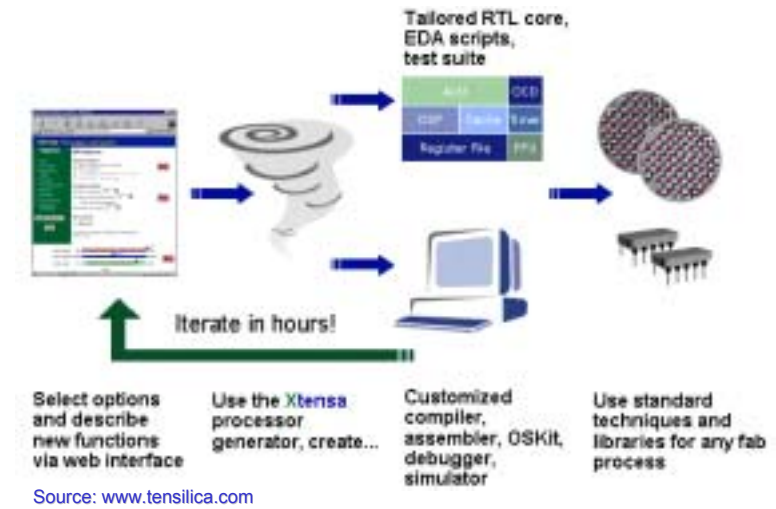 Tailored RTL core,
EDA scripts,
test suite
OCD
DSP
Cache
Timer
Register File
FPU
Iterate in hours!
Select options
and describe
new functions
via web interface
Use the Xtensa
processor
generator, create...
Customized
compiler,
assembler, OSKit,
debugger,
simulator
Use standard
techniques and
libraries for any fab
process
Source: www.tensilica.com